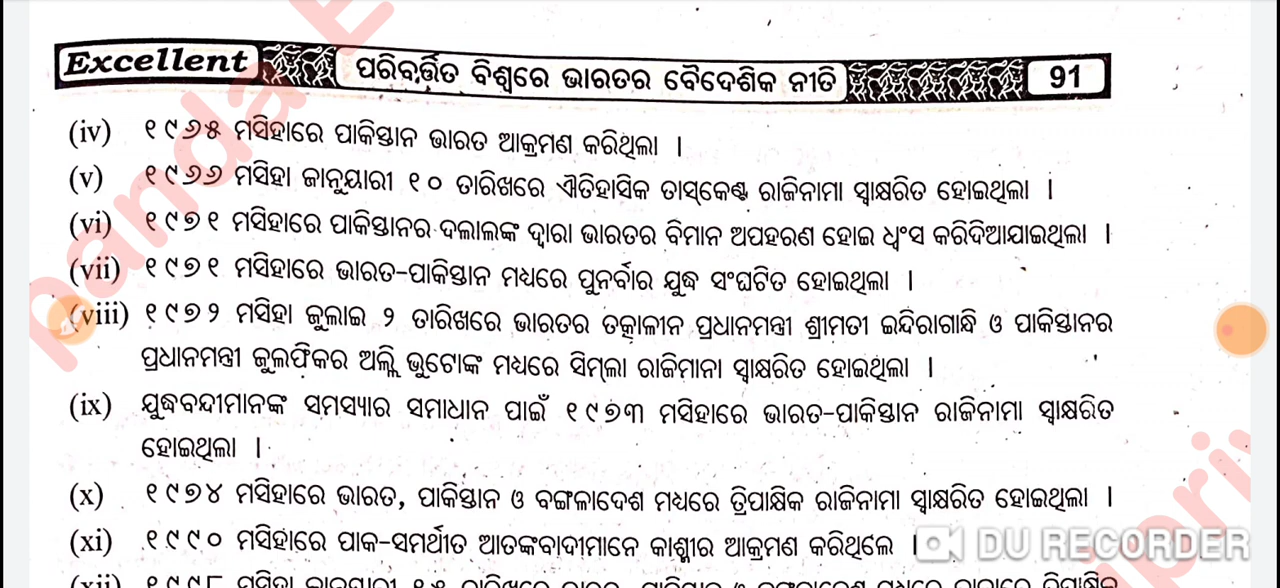 Excellent ପରିବର୍ତ୍ତିତ ବିଶ୍ୱରେ ଭାରତର ବୈଦେଶିକ ନୀତି 91
(iv) ୧୯୬୫ ମସିହାରେ ପାକିସ୍ତାନ ଭାରତ ଆକ୍ରମଣ କରିଥିଲା ।
(v) ୧୯୬୬ ମସିହା ଜାନୁୟାରୀ ୧୦ ତାରିଖରେ ଐତିହାସିକ ତାସ୍‌କେଣ୍ଟ ରାଜିନାମା ସ୍ୱାକ୍ଷରିତ ହୋଇଥିଲା ।
(vi) ୧୯୭୧ ମସିହାରେ ପାକିସ୍ତାନର ଦଲାଲଙ୍କ ଦ୍ୱାରା ଭାରତର ବିମାନ ଅପହରଣ ହୋଇ ଧ୍ୱଂସ କରିଦିଆଯାଇଥିଲା ।
(vii) ୧୯୭୧ ମସିହାରେ ଭାରତ-ପାକିସ୍ତାନ ମଧ୍ୟରେ ପୁନର୍ବାର ଯୁଦ୍ଧ ସଂଘଟିତ ହୋଇଥିଲା ।
(viii) ୧୯୭୨ ମସିହା ଜୁଲାଇ ୨ ତାରିଖରେ ଭାରତର ତତ୍କାଳୀନ ପ୍ରଧାନମନ୍ତ୍ରୀ ଶ୍ରୀମତୀ ଇନ୍ଦିରାଗାନ୍ଧି ଓ ପାକିସ୍ତାନର
ପ୍ରଧାନମନ୍ତ୍ରୀ ଜୁଲଫିକର ଅଲ୍ଲି ଭୁଟୋଙ୍କ ମଧ୍ୟରେ ସିମ୍‌ଲା ରାଜିମାନା ସ୍ୱାକ୍ଷରିତ ହୋଇଥିଲା ।
(ix) ଯୁଦ୍ଧବନ୍ଦୀମାନଙ୍କ ସମସ୍ୟାର ସମାଧାନ ପାଇଁ ୧୯୭୩ ମସିହାରେ ଭାରତ-ପାକିସ୍ତାନ ରାଜିନାମା ସ୍ୱାକ୍ଷରିତ
ହୋଇଥିଲା ।
(x) ୧୯୭୪ ମସିହାରେ ଭାରତ, ପାକିସ୍ତାନ ଓ ବଙ୍ଗଳାଦେଶ ମଧ୍ୟରେ ତ୍ରିପାକ୍ଷିକ ରାଜିନାମା ସ୍ୱାକ୍ଷରିତ ହୋଇଥିଲା ।
(xi) ୧୯୯୦ ମସିହାରେ ପାକ-ସମର୍ଥୀତ ଆତଙ୍କବାଦୀମାନେ କାଶ୍ମୀର ଆକ୍ରମଣ କରିଥିଲେ ।
DU RECORDER